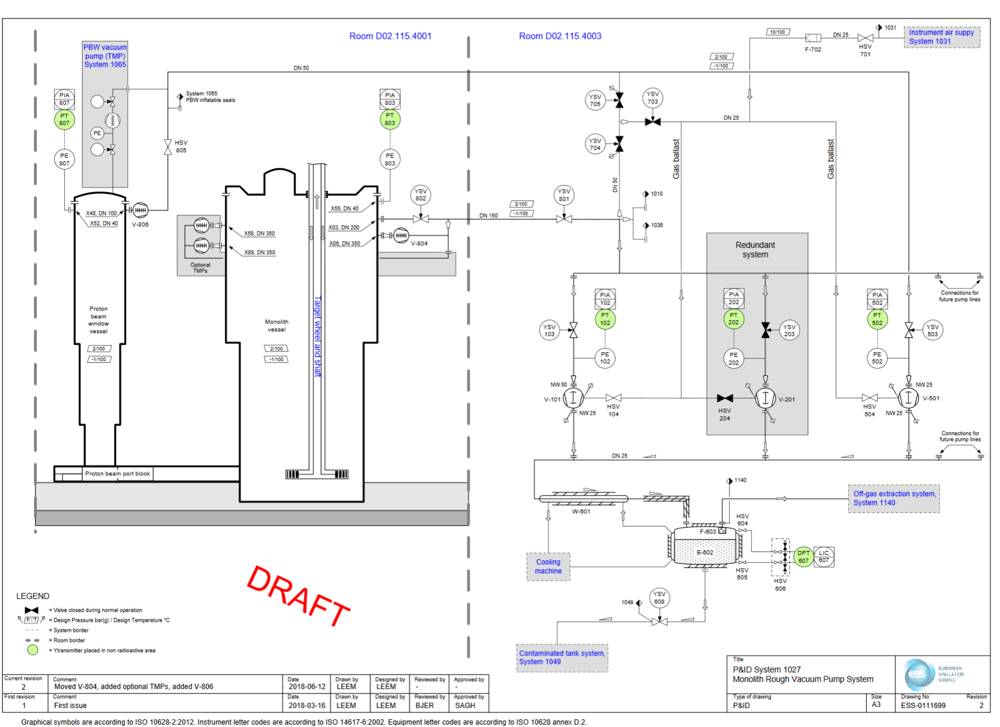 Room D02.115.4001
Room D02.115.4003
PBW vacuum
pump (TMP)
System 1065
PIA
807
PT
807
PE
807
PE
DN 50
System 1065
PBW inflatable seals
HSV
805
PIA
803
PT
803
PE
803
X48, DN 100
X52, DN 40
V-806
X58, DN 350
X89, DN 350
Optional
TMPs
X55, DN 40
X03, DN 200
X06, DN 350
YSV
802
V-804
Proton
beam
window
vessel
2/100
-1/100
Monolith
vessel
2/100
-1/100
Target wheel and shaft
Proton beam port block
10/100
F-702
DN 25
HSV
701
1031
Instrument air suppy
System 1031
2/100
-1/100
YSV
705
YSV
703
YSV
704
DN 25
Gas ballast
Gas ballast
DN 50
2/100
-1/100
DN 150
YSV
801
1010
1036
Redundant
system
Connections for
future pump lines
PIA
102
PT
102
PE
102
YSV
103
PIA
202
PT
202
PE
202
YSV
203
PIA
502
PT
502
PE
502
YSV
503
NW 50
V-101
NW 25
HSV
104
HSV
204
V-201
NW 25
V-501
HSV
504
NW 25
Connections for
future pump lines
DN 25
W-601
1140
Off-gas extraction system,
System 1140
HSV
604
F-603
B-602
HSV
605
HSV
606
DPT
607
LIC
607
Cooling
machine
1049
YSV
608
Contaminated tank system,
System 1049
DRAFT
LEGEND
= Valve closed during normal operation
P / T = Design Pressure bar(g) / Design Temperature °C
= System border
= Room border
= Ytransmitter placed in non radioactive area
Current revision Comment Date Drawn by Designed by Reviewed by Approved by
2 Moved V-804, added optional TMPs, added V-806 2018-06-12 LEEM LEEM - -
First revision Comment Date Drawn by Designed by Reviewed by Approved by
1 First issue 2018-03-16 LEEM LEEM BJER SAGH
Title
P&ID System 1027
Monolith Rough Vacuum Pump System
ess
EUROPEAN
SPALLATION
SOURCE
Type of drawing Size Drawing No Revision
P&ID A3 ESS-0111699 2
Graphical symbols are according to ISO 10628-2:2012. Instrument letter codes are according to ISO 14617-6:2002. Equipment letter codes are according to ISO 10628 annex D.2.